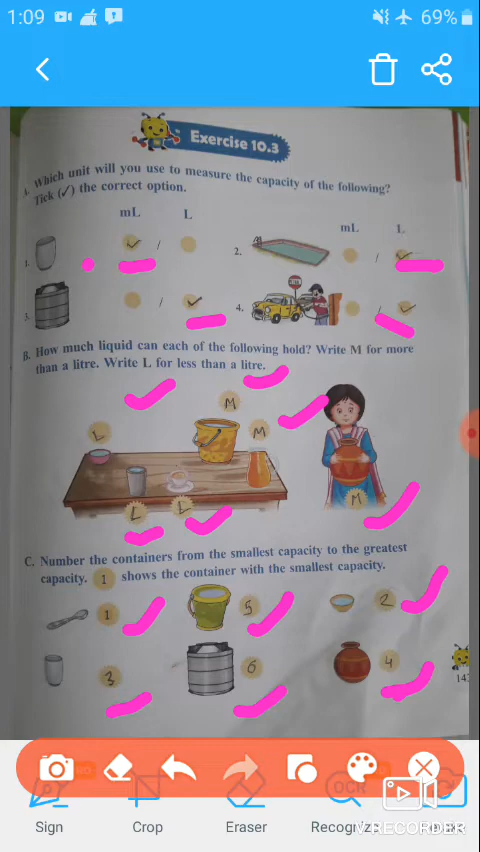 1:09
69%
Exercise 10.3
A. Which unit will you use to measure the capacity of the following?
Tick (✓) the correct option.
mL L
mL L
1. ✓ /
2. / ✓
3. / ✓
4. / ✓
B. How much liquid can each of the following hold? Write M for more
than a litre. Write L for less than a litre.
M
L M
L L M
C. Number the containers from the smallest capacity to the greatest
capacity. 1 shows the container with the smallest capacity.
1 5 2
3 6 4
Sign Crop Eraser
V RECORDER